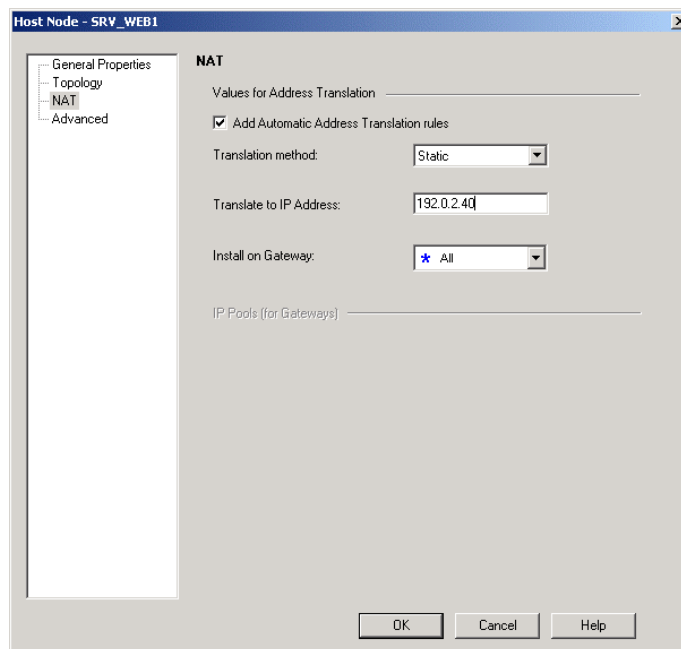 Host Node - SRV_WEB1
General Properties
Topology
NAT
Advanced
NAT
Values for Address Translation
Add Automatic Address Translation rules
Translation method:
Static
Translate to IP Address:
192.0.2.40
Install on Gateway:
* All
IP Pools (for Gateways)
OK
Cancel
Help